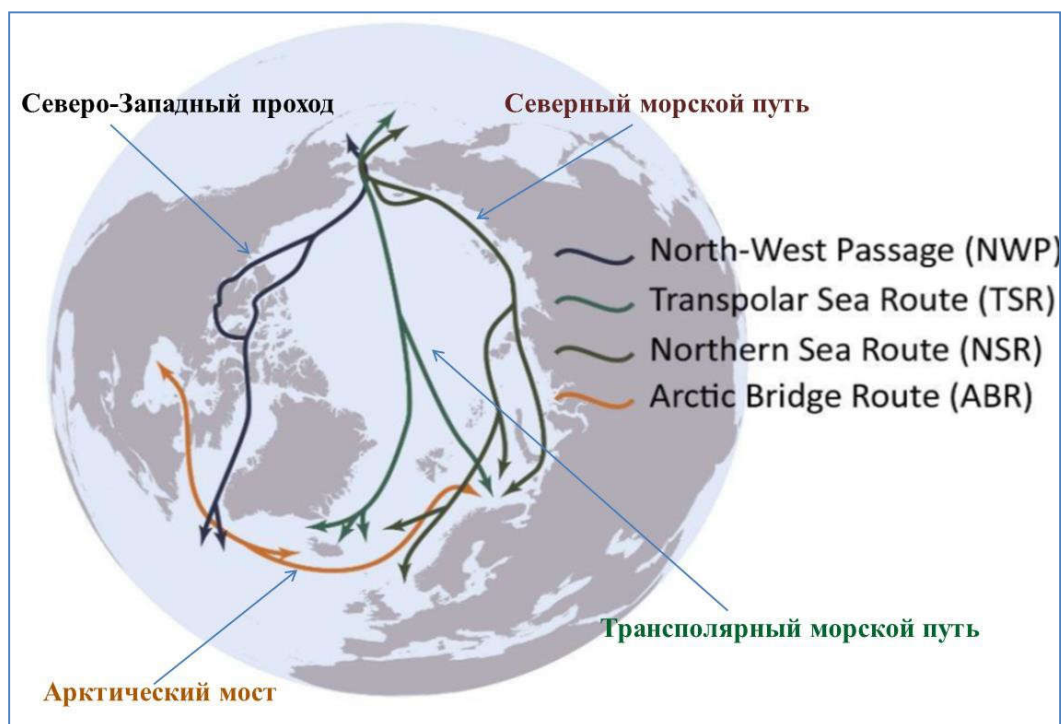 Северо-Западный проход
Северный морской путь
North-West Passage (NWP)
Transpolar Sea Route (TSR)
Northern Sea Route (NSR)
Arctic Bridge Route (ABR)
Трансполярный морской путь
Арктический мост